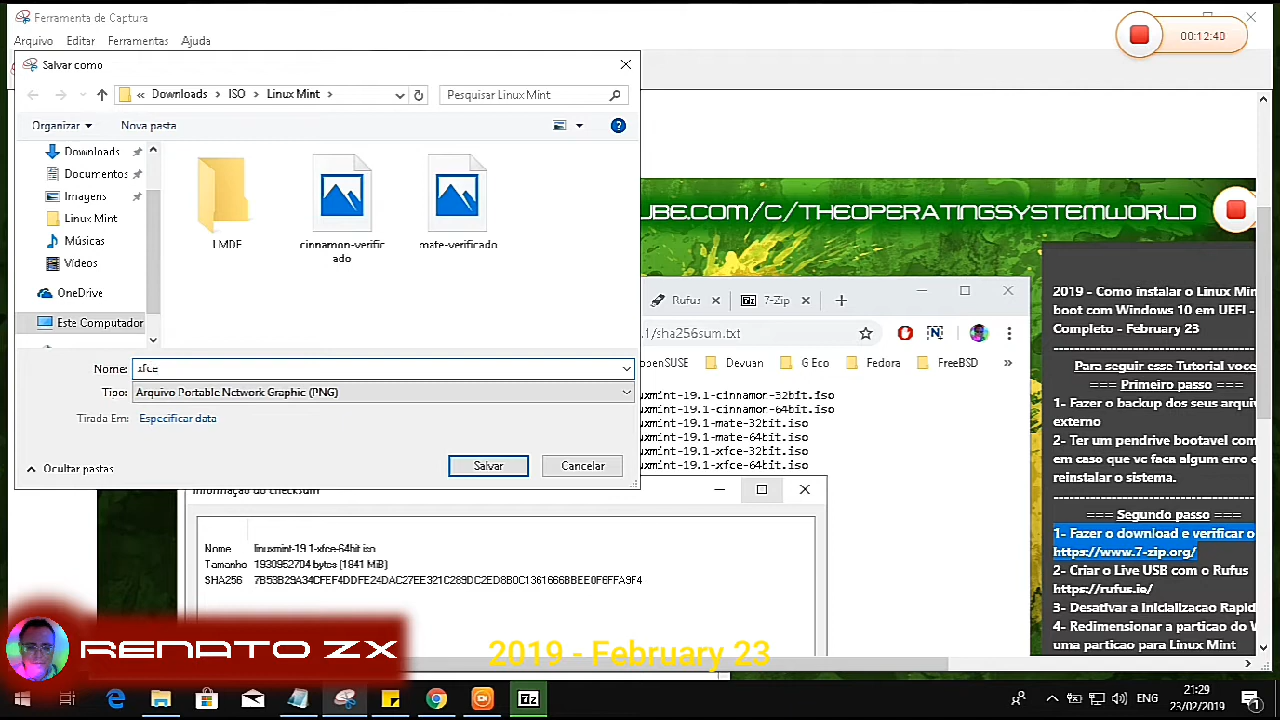 Ferramenta de Captura
Arquivo Editar Ferramentas Ajuda
00:12:40
Salvar como
« Downloads › ISO › Linux Mint ›
Pesquisar Linux Mint
Organizar
Nova pasta
Downloads
Documentos
Imagens
Linux Mint
Músicas
Vídeos
OneDrive
Este Computador
LMDE
cinnamon-verific
ado
mate-verificado
Nome: xfce
Tipo: Arquivo Portable Network Graphic (PNG)
Tirada Em: Especificar data
Ocultar pastas
Salvar
Cancelar
UBE.COM/C/THEOPERATINGSYSTEMWORLD
Rufus
7-Zip
.1/sha256sum.txt
openSUSE
Devuan
G Eco
Fedora
FreeBSD
»
uxmint-19.1-cinnamon-32bit.iso
uxmint-19.1-cinnamon-64bit.iso
uxmint-19.1-mate-32bit.iso
uxmint-19.1-mate-64bit.iso
uxmint-19.1-xfce-32bit.iso
uxmint-19.1-xfce-64bit.iso
Informação do checksum
Nome linuxmint-19.1-xfce-64bit.iso
Tamanho 1930952704 bytes (1841 MiB)
SHA256
2019 - Como instalar o Linux Min
boot com Windows 10 em UEFI -
Completo - February 23
Para seguir esse Tutorial voce
=== Primeiro passo ===
1- Fazer o backup dos seus arquiv
externo
2- Ter um pendrive bootavel com
em caso que vc faca algum erro e
reinstalar o sistema.
=== Segundo passo ===
1- Fazer o download e verificar o
https://www.7-zip.org/
2- Criar o Live USB com o Rufus
https://rufus.ie/
3- Desativar a Inicializacao Rapid
4- Redimensionar a particao do W
uma particao para Linux Mint
RENATO ZX
2019 - February 23
ENG
21:29
23/02/2019
1